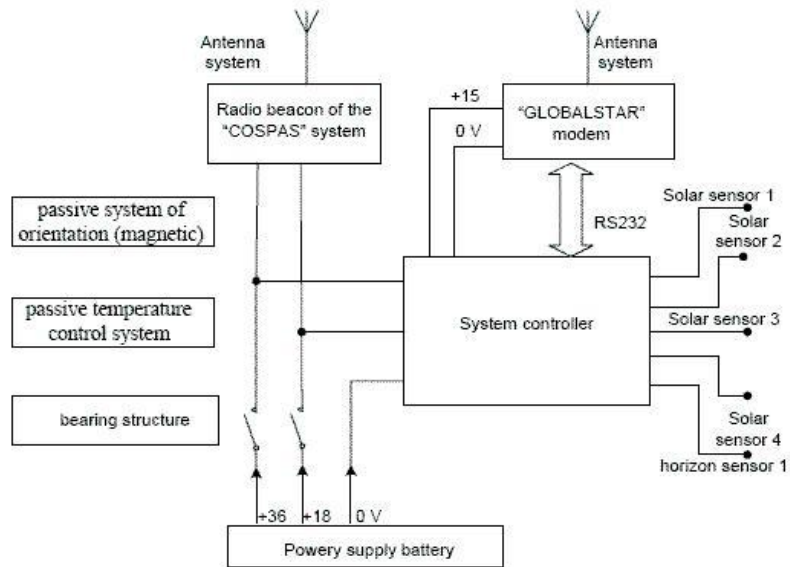 Antenna
system
Antenna
system
Radio beacon of the
"COSPAS" system
+15
0 V
"GLOBALSTAR"
modem
RS232
passive system of
orientation (magnetic)
passive temperature
control system
bearing structure
System controller
Solar sensor 1
Solar
sensor 2
Solar sensor 3
Solar
sensor 4
horizon sensor 1
+36
+18
0 V
Powery supply battery